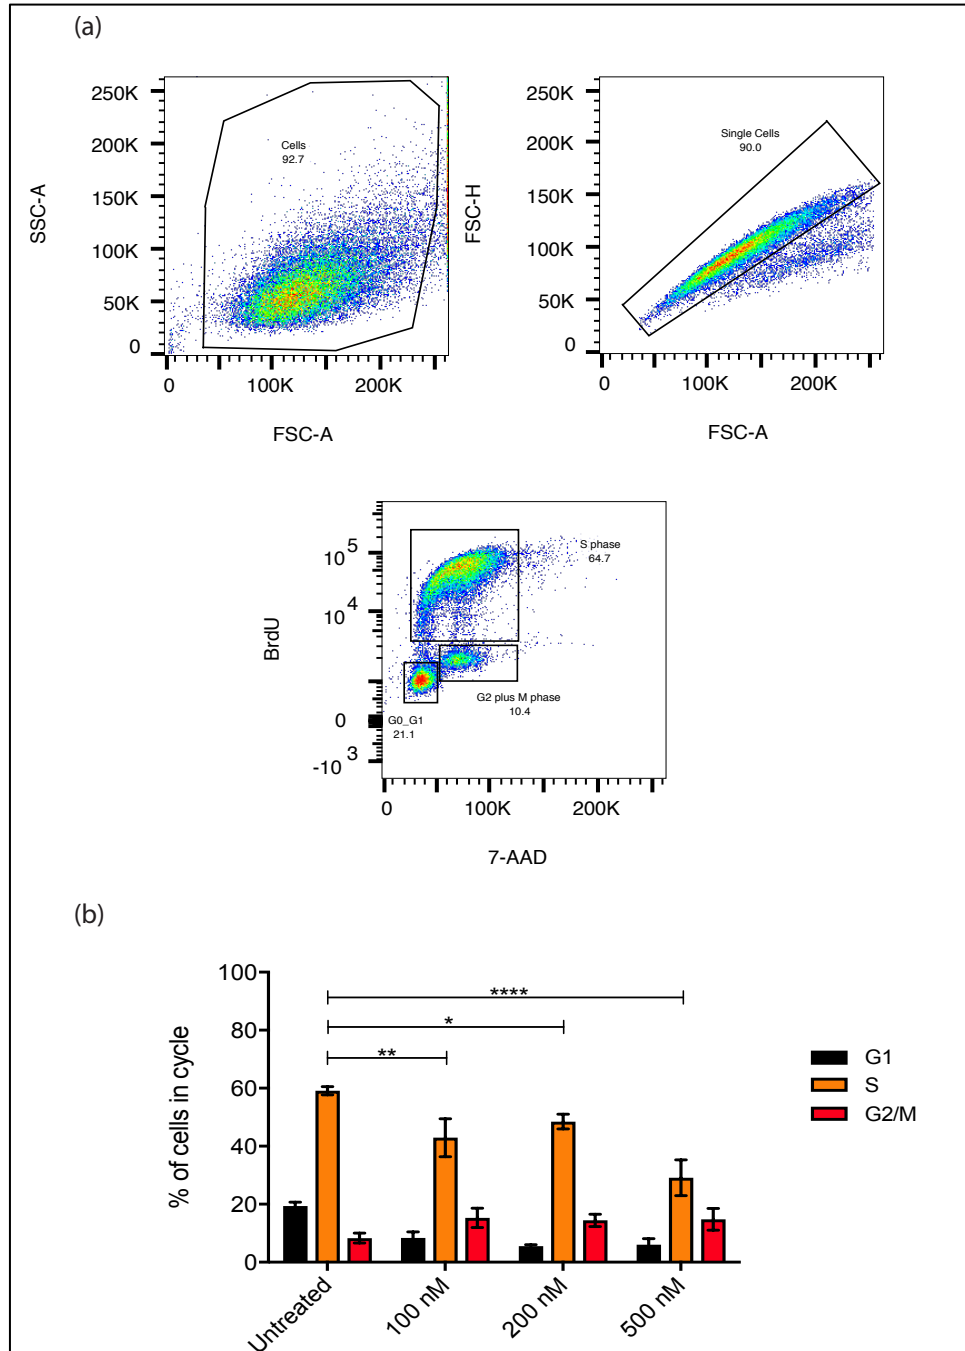 (a)
250K
200K
150K
100K
50K
0
SSC-A
Cells
92.7
0 100K 200K
FSC-A
250K
200K
150K
100K
50K
0
FSC-H
Single Cells
90.0
0 100K 200K
FSC-A
10 5
10 4
0
-10 3
BrdU
S phase
64.7
G2 plus M phase
10.4
G0_G1
21.1
0 100K 200K
7-AAD
(b)
100
80
60
40
20
0
% of cells in cycle
****
*
**
G1
S
G2/M
Untreated
100 nM
200 nM
500 nM